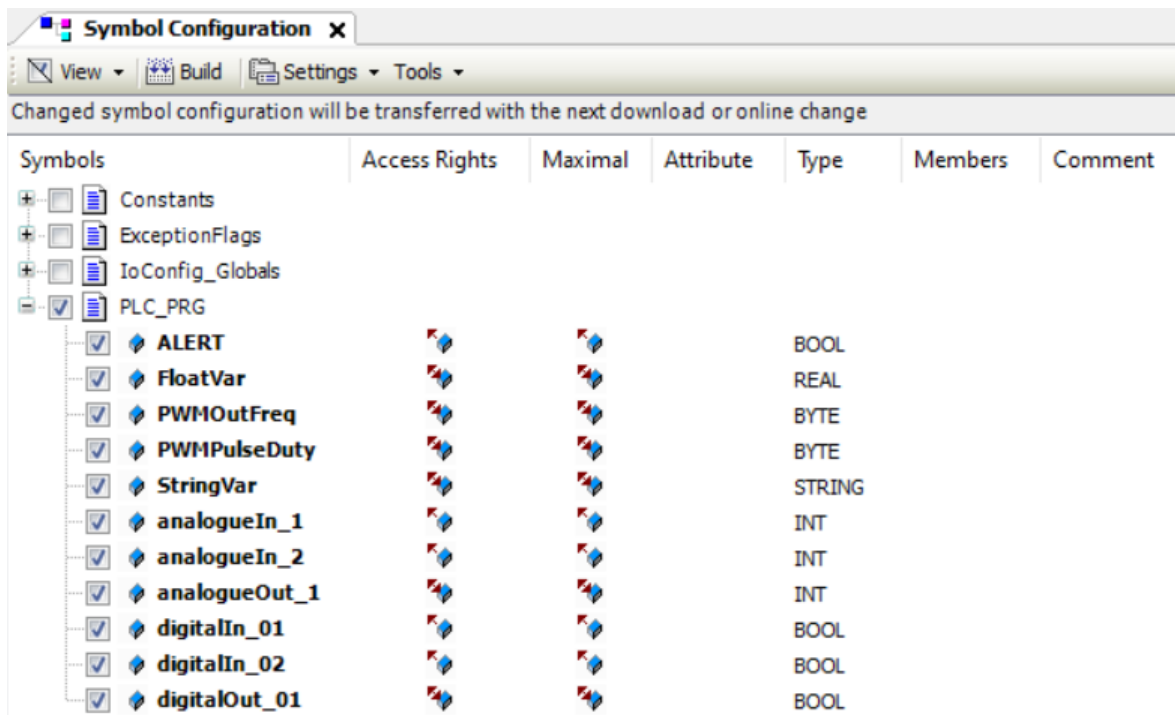 Symbol Configuration X
View Build Settings Tools
Changed symbol configuration will be transferred with the next download or online change
Symbols Access Rights Maximal Attribute Type Members Comment
Constants
ExceptionFlags
IoConfig_Globals
PLC_PRG
ALERT BOOL
FloatVar REAL
PWMOutFreq BYTE
PWMPulseDuty BYTE
StringVar STRING
analogueIn_1 INT
analogueIn_2 INT
analogueOut_1 INT
digitalIn_01 BOOL
digitalIn_02 BOOL
digitalOut_01 BOOL